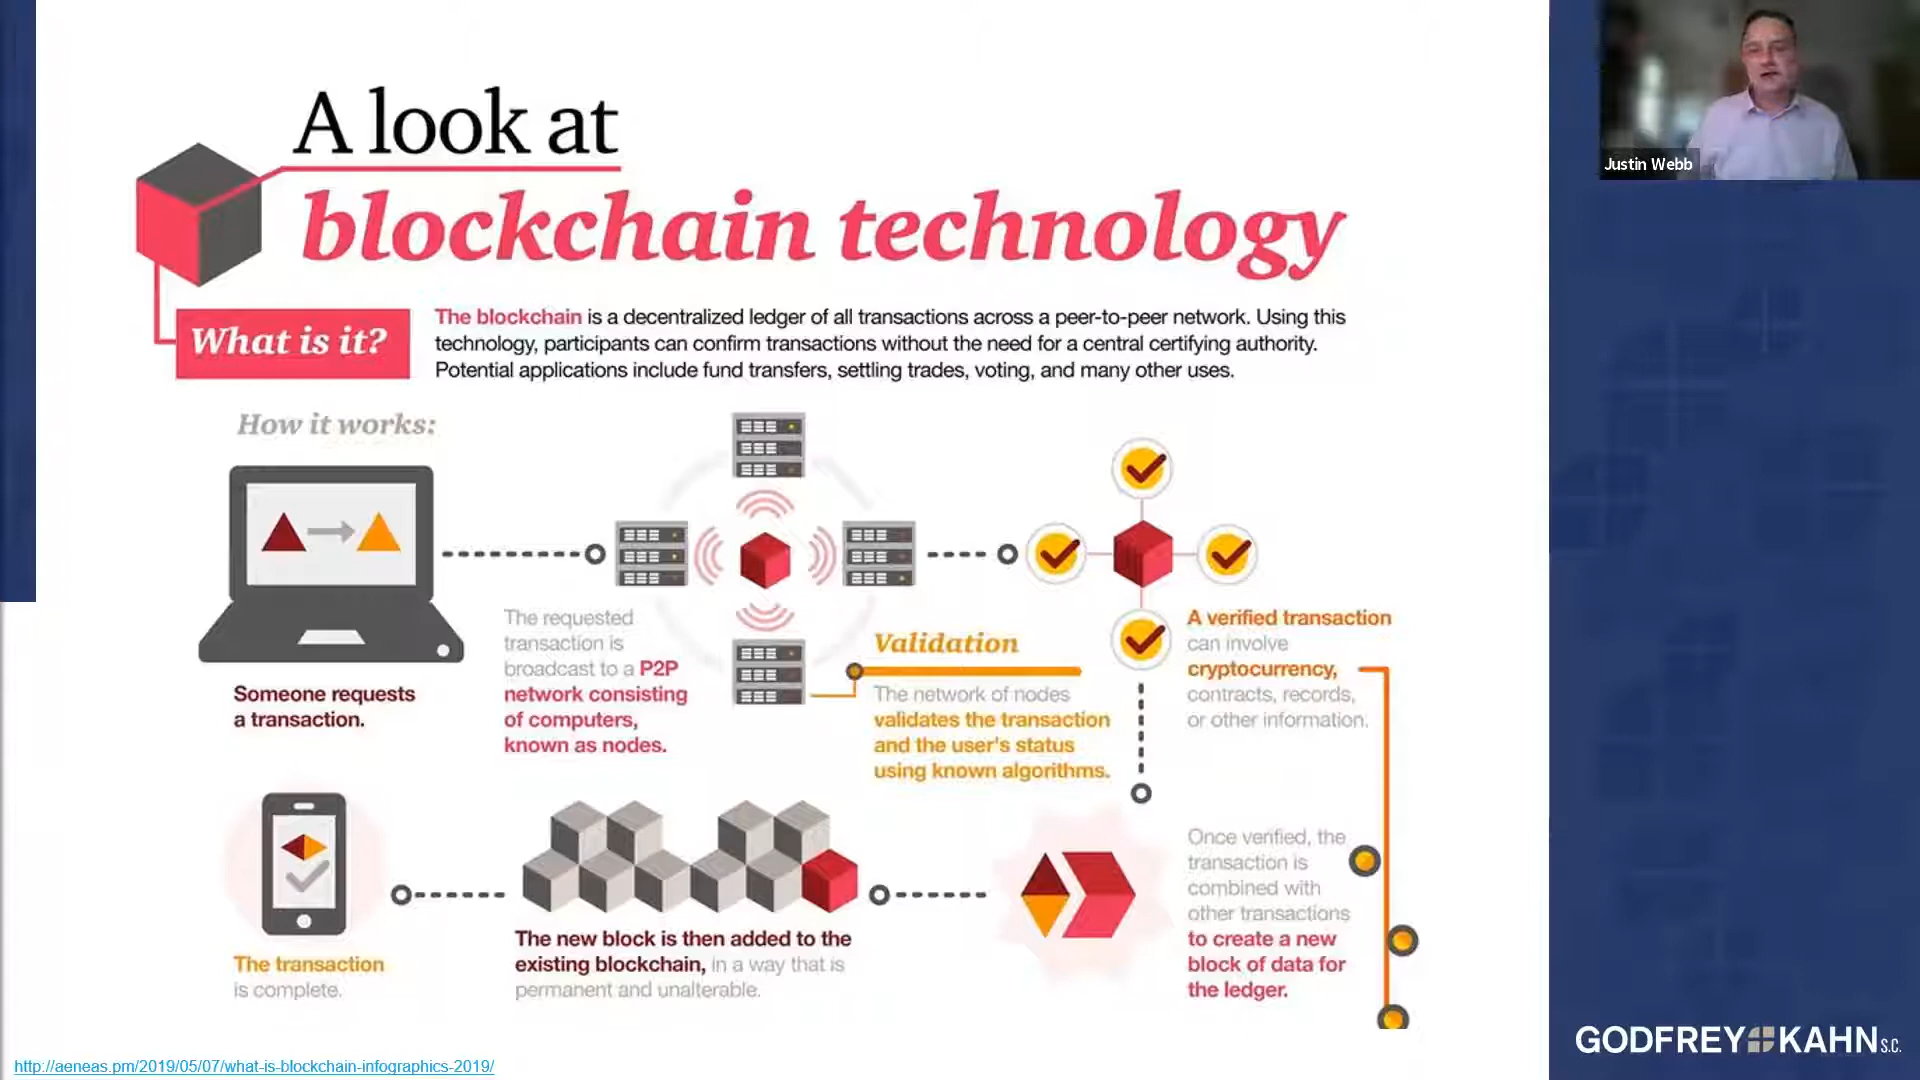 A look at
blockchain technology
What is it?
The blockchain is a decentralized ledger of all transactions across a peer-to-peer network. Using this
technology, participants can confirm transactions without the need for a central certifying authority.
Potential applications include fund transfers, settling trades, voting, and many other uses.
How it works:
Someone requests
a transaction.
The requested
transaction is
broadcast to a P2P
network consisting
of computers,
known as nodes.
Validation
The network of nodes
validates the transaction
and the user's status
using known algorithms.
A verified transaction
can involve
cryptocurrency,
contracts, records,
or other information.
Once verified, the
transaction is
combined with
other transactions
to create a new
block of data for
the ledger.
The new block is then added to the
existing blockchain, in a way that is
permanent and unalterable.
The transaction
is complete.
http://aeneas.pm/2019/05/07/what-is-blockchain-infographics-2019/
Justin Webb
GODFREY KAHN S.C.